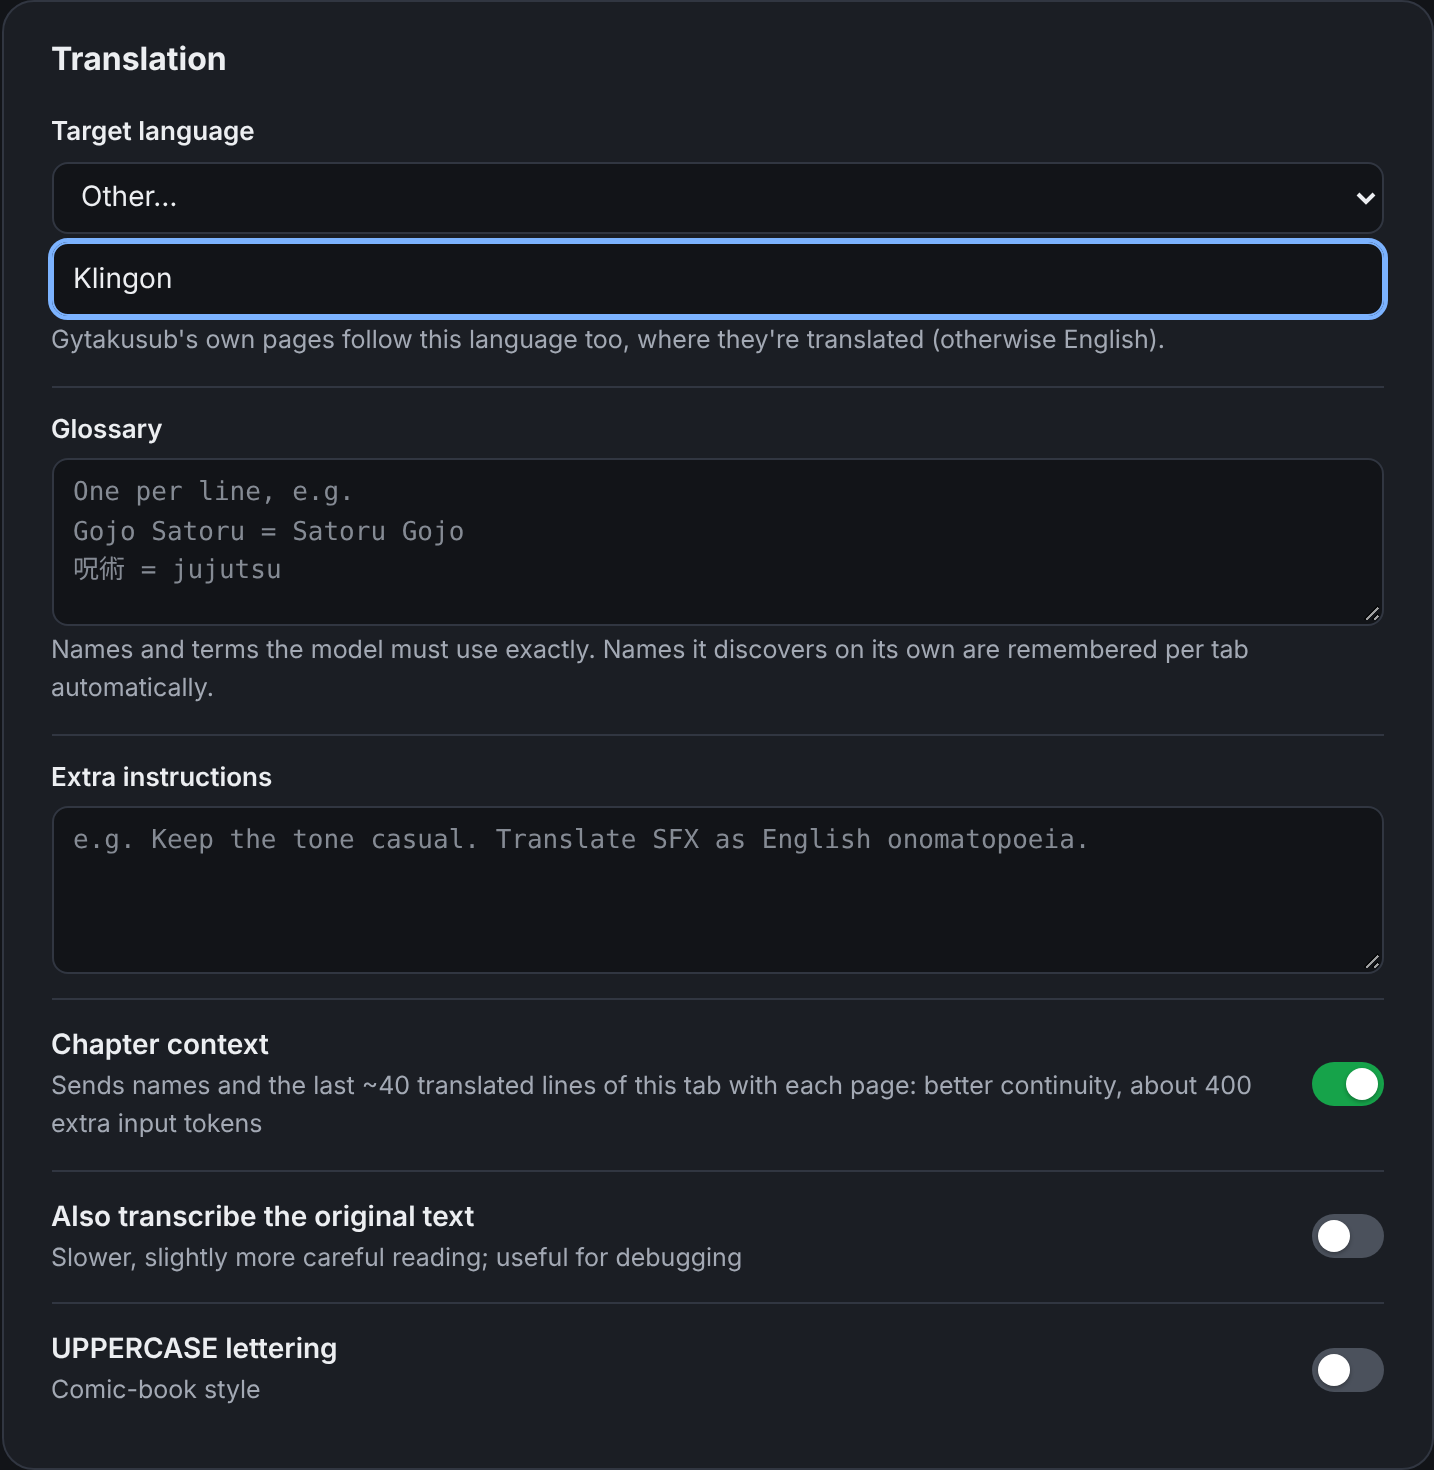 Translation
Target language
Other...
Klingon
Gytakusub's own pages follow this language too, where they're translated (otherwise English).
Glossary
One per line, e.g.
Gojo Satoru = Satoru Gojo
呪術 = jujutsu
Names and terms the model must use exactly. Names it discovers on its own are remembered per tab
automatically.
Extra instructions
e.g. Keep the tone casual. Translate SFX as English onomatopoeia.
Chapter context
Sends names and the last ~40 translated lines of this tab with each page: better continuity, about 400
extra input tokens
Also transcribe the original text
Slower, slightly more careful reading; useful for debugging
UPPERCASE lettering
Comic-book style